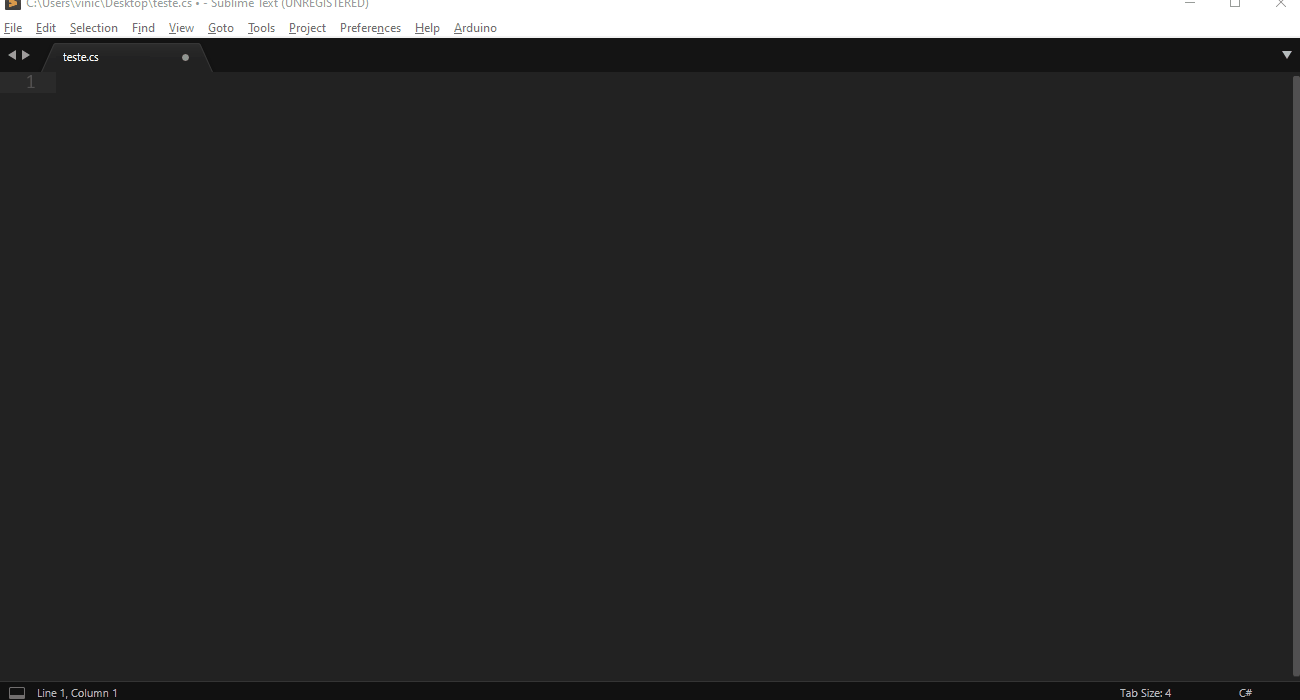 C:\Users\vinic\Desktop\teste.cs • - Sublime Text (UNREGISTERED)
File Edit Selection Find View Goto Tools Project Preferences Help Arduino
teste.cs
1
Line 1, Column 1 Tab Size: 4 C#